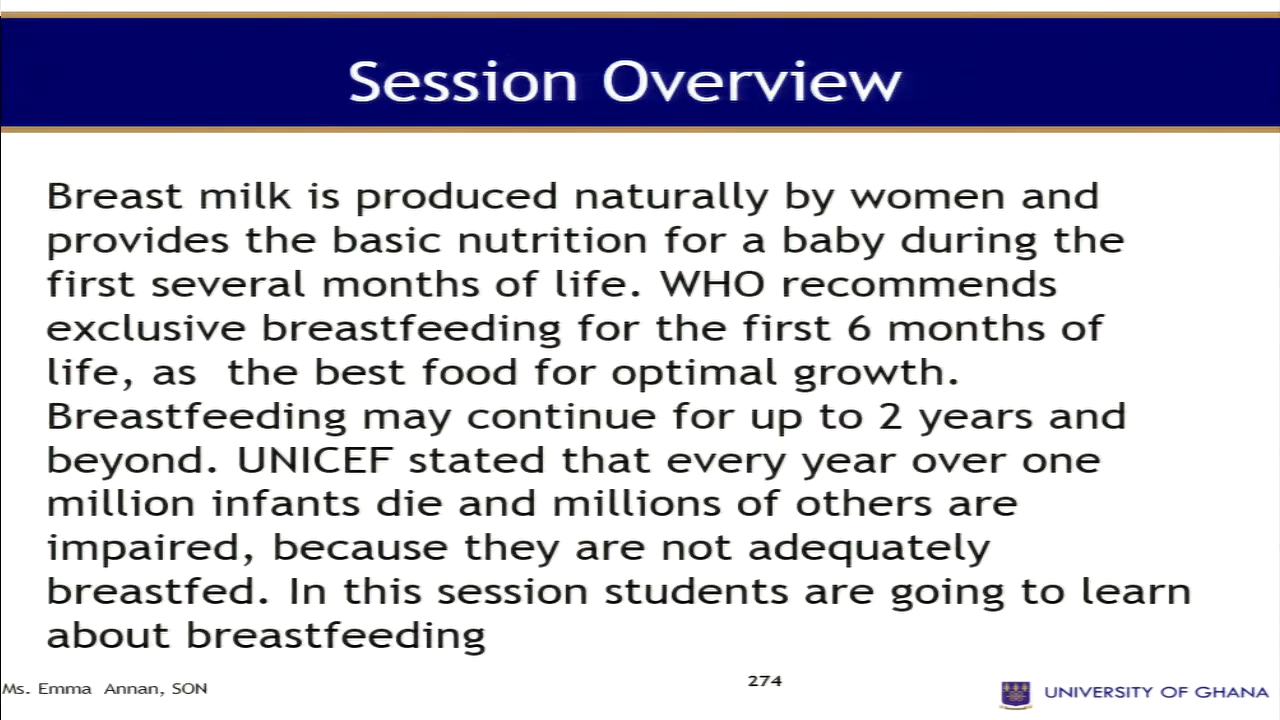 Session Overview
Breast milk is produced naturally by women and
provides the basic nutrition for a baby during the
first several months of life. WHO recommends
exclusive breastfeeding for the first 6 months of
life, as  the best food for optimal growth.
Breastfeeding may continue for up to 2 years and
beyond. UNICEF stated that every year over one
million infants die and millions of others are
impaired, because they are not adequately
breastfed. In this session students are going to learn
about breastfeeding
Ms. Emma  Annan, SON
274
UNIVERSITY OF GHANA